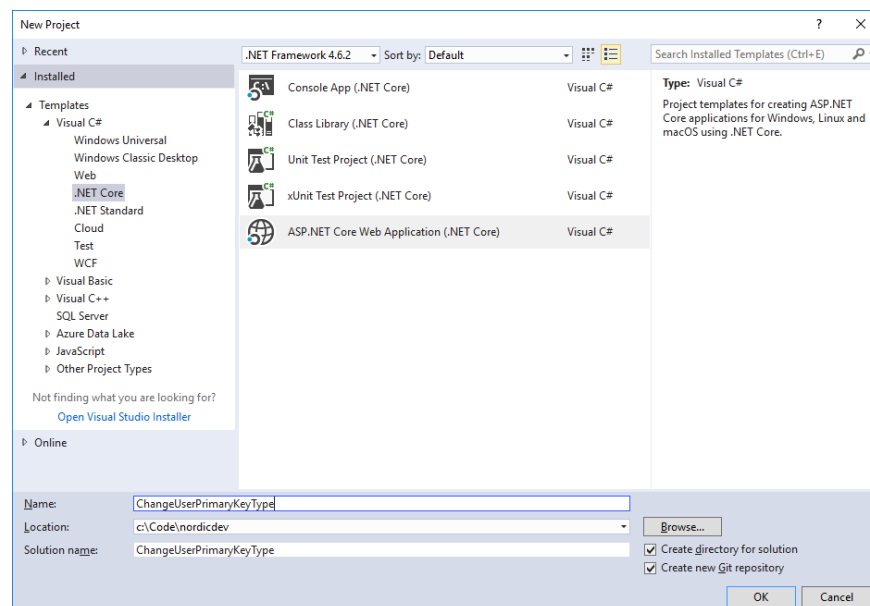 New Project
? ×
Recent
.NET Framework 4.6.2 Sort by: Default
Search Installed Templates (Ctrl+E)
Installed
Templates
Visual C#
Windows Universal
Windows Classic Desktop
Web
.NET Core
.NET Standard
Cloud
Test
WCF
Visual Basic
Visual C++
SQL Server
Azure Data Lake
JavaScript
Other Project Types
Not finding what you are looking for?
Open Visual Studio Installer
Online
Console App (.NET Core) Visual C#
Class Library (.NET Core) Visual C#
Unit Test Project (.NET Core) Visual C#
xUnit Test Project (.NET Core) Visual C#
ASP.NET Core Web Application (.NET Core) Visual C#
Type: Visual C#
Project templates for creating ASP.NET
Core applications for Windows, Linux and
macOS using .NET Core.
Name: ChangeUserPrimaryKeyType
Location: c:\Code\nordicdev
Browse...
Solution name: ChangeUserPrimaryKeyType
Create directory for solution
Create new Git repository
OK Cancel